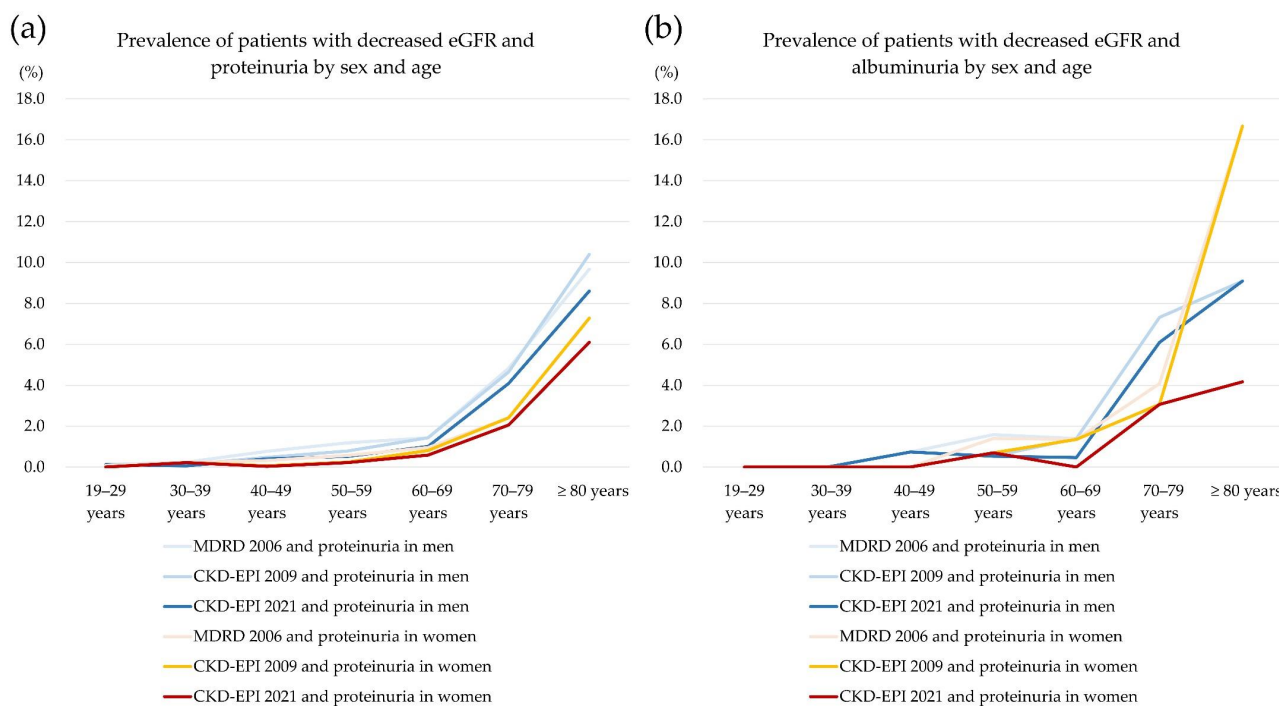 (a)
Prevalence of patients with decreased eGFR and
proteinuria by sex and age
(%)
18.0
16.0
14.0
12.0
10.0
8.0
6.0
4.0
2.0
0.0
19–29 30–39 40–49 50–59 60–69 70–79 ≥ 80 years
years years years years years years
MDRD 2006 and proteinuria in men
CKD-EPI 2009 and proteinuria in men
CKD-EPI 2021 and proteinuria in men
MDRD 2006 and proteinuria in women
CKD-EPI 2009 and proteinuria in women
CKD-EPI 2021 and proteinuria in women
(b)
Prevalence of patients with decreased eGFR and
albuminuria by sex and age
(%)
18.0
16.0
14.0
12.0
10.0
8.0
6.0
4.0
2.0
0.0
19–29 30–39 40–49 50–59 60–69 70–79 ≥ 80 years
years years years years years years
MDRD 2006 and proteinuria in men
CKD-EPI 2009 and proteinuria in men
CKD-EPI 2021 and proteinuria in men
MDRD 2006 and proteinuria in women
CKD-EPI 2009 and proteinuria in women
CKD-EPI 2021 and proteinuria in women